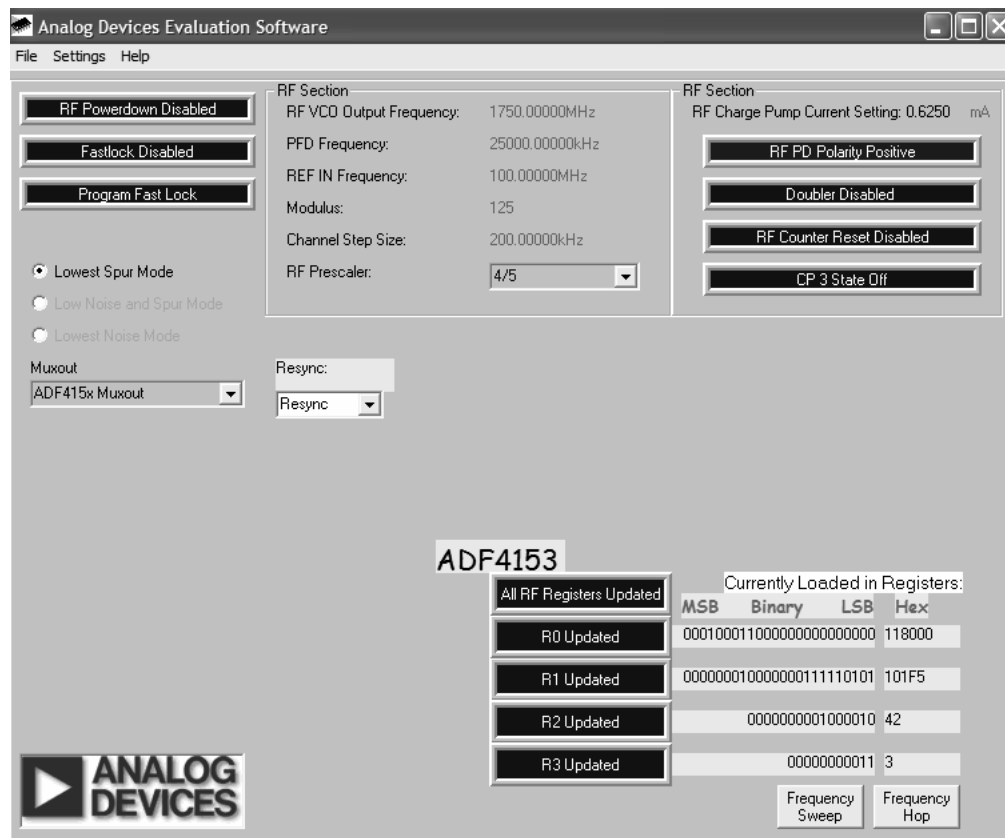 Analog Devices Evaluation Software
File Settings Help
RF Powerdown Disabled
Fastlock Disabled
Program Fast Lock
Lowest Spur Mode
Low Noise and Spur Mode
Lowest Noise Mode
Muxout
ADF415x Muxout
RF Section
RF VCO Output Frequency: 1750.00000MHz
PFD Frequency: 25000.00000kHz
REF IN Frequency: 100.00000MHz
Modulus: 125
Channel Step Size: 200.00000kHz
RF Prescaler: 4/5
Resync:
Resync
RF Section
RF Charge Pump Current Setting: 0.6250 mA
RF PD Polarity Positive
Doubler Disabled
RF Counter Reset Disabled
CP 3 State Off
ADF4153
Currently Loaded in Registers:
All RF Registers Updated
MSB Binary LSB Hex
R0 Updated 000100011000000000000000 118000
R1 Updated 000000010000000111110101 101F5
R2 Updated 0000000001000010 42
R3 Updated 00000000011 3
Frequency Sweep
Frequency Hop
ANALOG
DEVICES